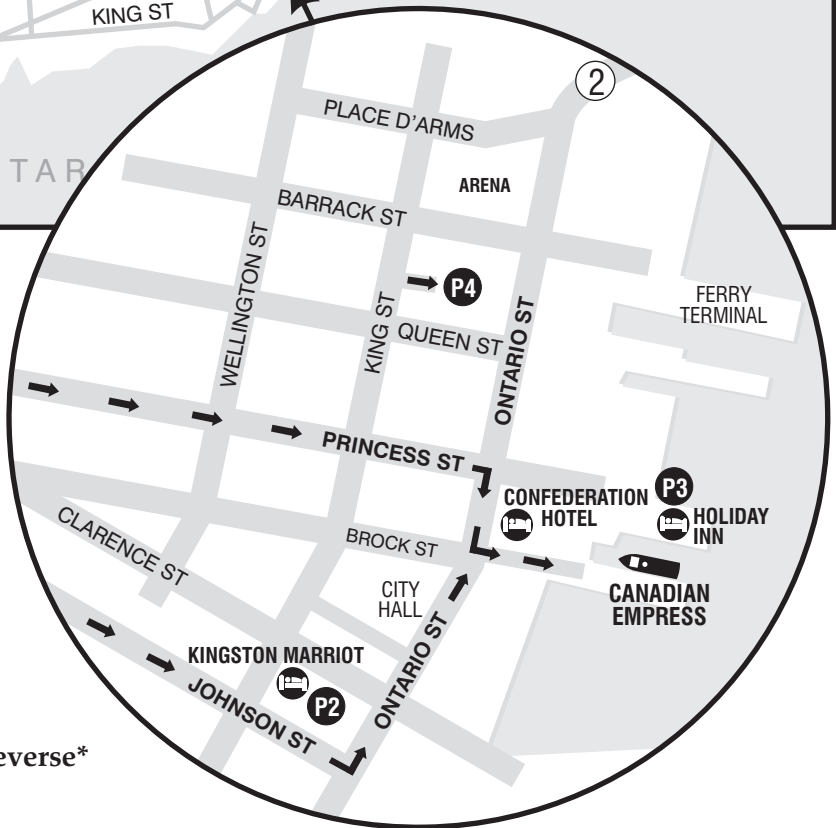 KING ST
TAR
2
PLACE D'ARMS
ARENA
BARRACK ST
WELLINGTON ST
P4
FERRY
TERMINAL
KING ST
QUEEN ST
ONTARIO ST
PRINCESS ST
P3
CONFEDERATION
HOTEL
HOLIDAY
INN
CLARENCE ST
BROCK ST
CITY
HALL
CANADIAN
EMPRESS
KINGSTON MARRIOT
P2
ONTARIO ST
JOHNSON ST
everse*